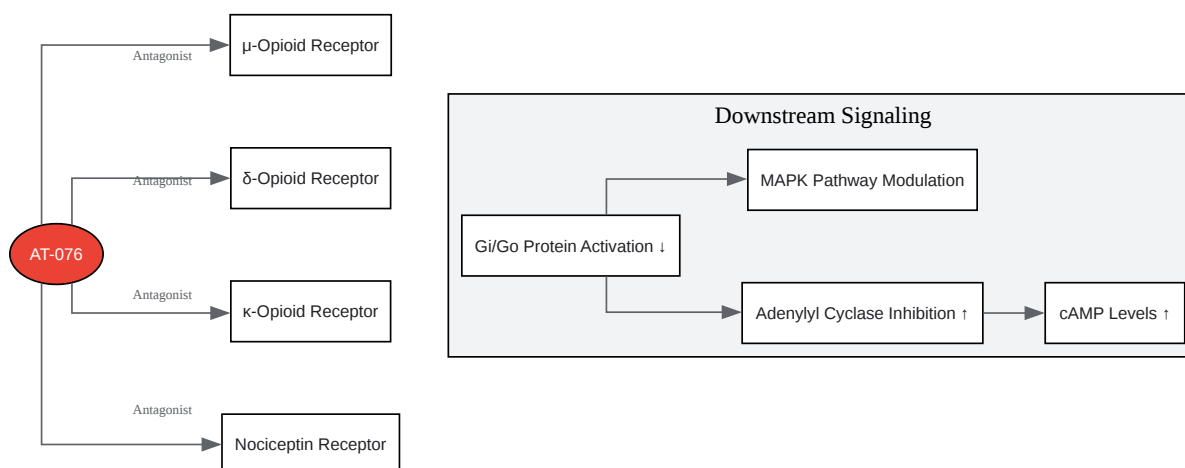 μ-Opioid Receptor
Antagonist
Downstream Signaling
δ-Opioid Receptor
Antagonist
MAPK Pathway Modulation
AT-076
Gi/Go Protein Activation ↓
Antagonist
κ-Opioid Receptor
Adenylyl Cyclase Inhibition ↑
cAMP Levels ↑
Antagonist
Nociceptin Receptor